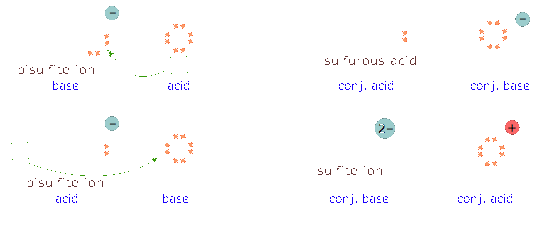 −
−
bisulfite ion
sulfurous acid
base
acid
conj. acid
conj. base
−
2−
+
bisulfite ion
sulfite ion
acid
base
conj. base
conj. acid